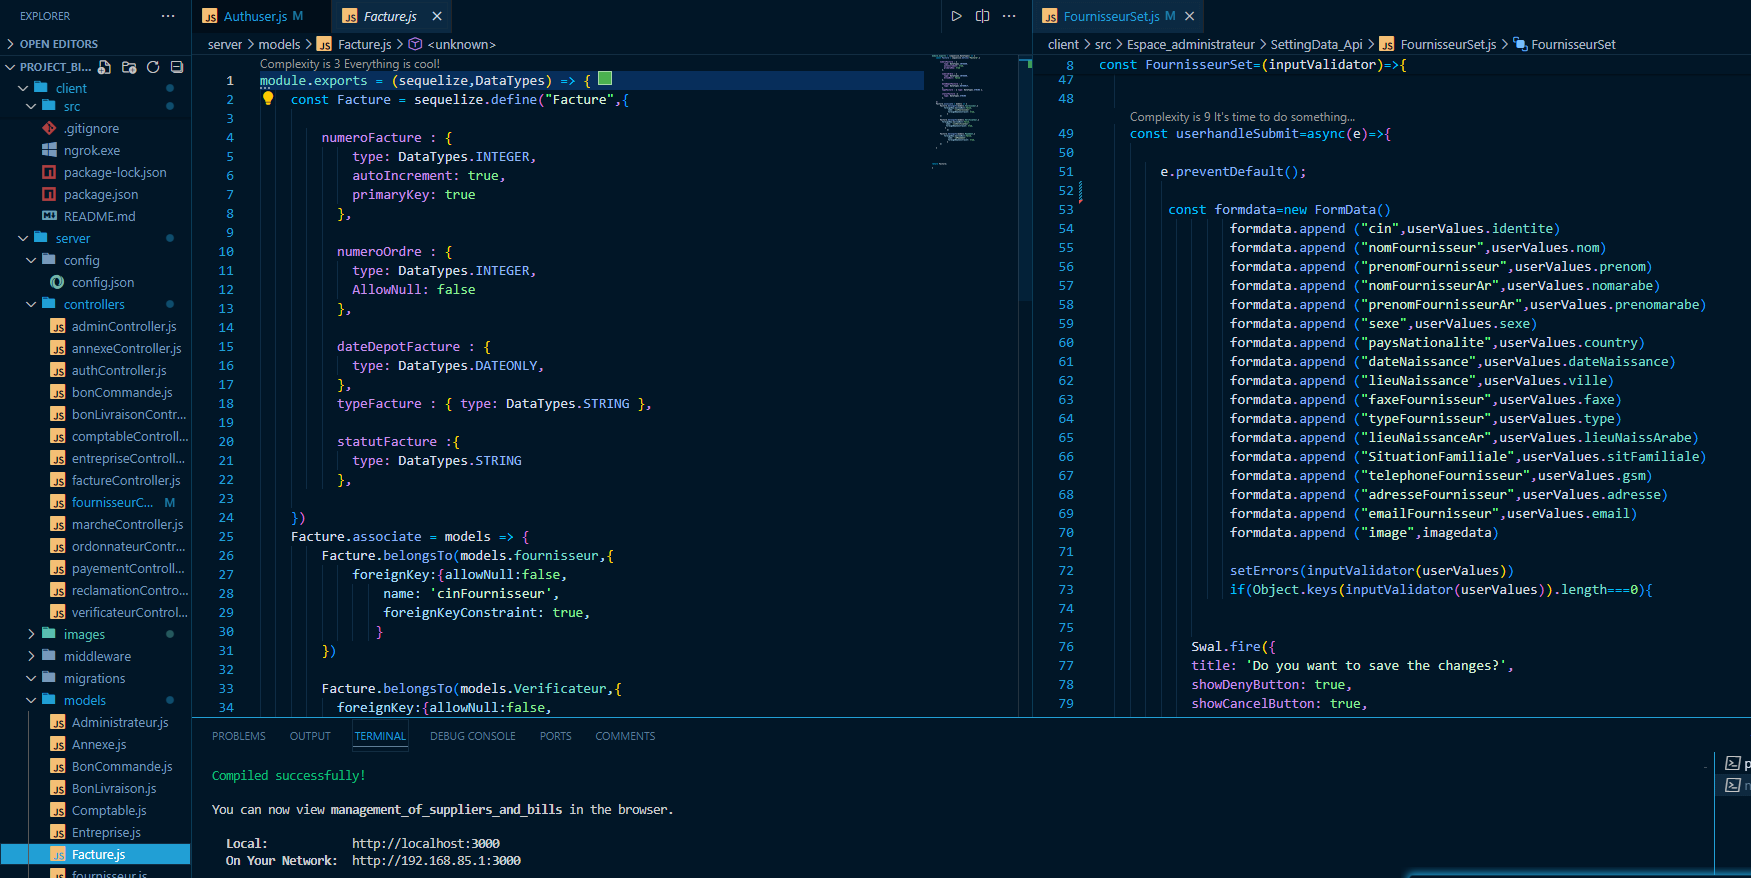 EXPLORER
OPEN EDITORS
PROJECT_BI...
client
src
.gitignore
ngrok.exe
package-lock.json
package.json
README.md
server
config
config.json
controllers
adminController.js
annexeController.js
authController.js
bonCommande.js
bonLivraisonContr...
comptableControll...
entrepriseControll...
factureController.js
fournisseurC... M
marcheController.js
ordonnateurContr...
payementControll...
reclamationContro...
verificateurControl...
images
middleware
migrations
models
Administrateur.js
Annexe.js
BonCommande.js
BonLivraison.js
Comptable.js
Entreprise.js
Facture.js
fournisseur.js
Authuser.js M
Facture.js
server > models > JS Facture.js > <unknown>
Complexity is 3 Everything is cool!
1 module.exports = (sequelize,DataTypes) => {
2 const Facture = sequelize.define("Facture",{
3
4 numeroFacture : {
5 type: DataTypes.INTEGER,
6 autoIncrement: true,
7 primaryKey: true
8 },
9
10 numeroOrdre : {
11 type: DataTypes.INTEGER,
12 AllowNull: false
13 },
14
15 dateDepotFacture : {
16 type: DataTypes.DATEONLY,
17 },
18 typeFacture : { type: DataTypes.STRING },
19
20 statutFacture :{
21 type: DataTypes.STRING
22 },
23
24 })
25 Facture.associate = models => {
26 Facture.belongsTo(models.fournisseur,{
27 foreignKey:{allowNull:false,
28 name: 'cinFournisseur',
29 foreignKeyConstraint: true,
30 }
31 })
32
33 Facture.belongsTo(models.Verificateur,{
34 foreignKey:{allowNull:false,
FournisseurSet.js M
client > src > Espace_administrateur > SettingData_Api > JS FournisseurSet.js > FournisseurSet
8 const FournisseurSet=(inputValidator)=>{
47
48
Complexity is 9 It's time to do something...
49 const userhandleSubmit=async(e)=>{
50
51 e.preventDefault();
52
53 const formdata=new FormData()
54 formdata.append ("cin",userValues.identite)
55 formdata.append ("nomFournisseur",userValues.nom)
56 formdata.append ("prenomFournisseur",userValues.prenom)
57 formdata.append ("nomFournisseurAr",userValues.nomarabe)
58 formdata.append ("prenomFournisseurAr",userValues.prenomarabe)
59 formdata.append ("sexe",userValues.sexe)
60 formdata.append ("paysNationalite",userValues.country)
61 formdata.append ("dateNaissance",userValues.dateNaissance)
62 formdata.append ("lieuNaissance",userValues.ville)
63 formdata.append ("faxeFournisseur",userValues.faxe)
64 formdata.append ("typeFournisseur",userValues.type)
65 formdata.append ("lieuNaissanceAr",userValues.lieuNaissArabe)
66 formdata.append ("SituationFamiliale",userValues.sitFamiliale)
67 formdata.append ("telephoneFournisseur",userValues.gsm)
68 formdata.append ("adresseFournisseur",userValues.adresse)
69 formdata.append ("emailFournisseur",userValues.email)
70 formdata.append ("image",imagedata)
71
72 setErrors(inputValidator(userValues))
73 if(Object.keys(inputValidator(userValues)).length===0){
74
75
76 Swal.fire({
77 title: 'Do you want to save the changes?',
78 showDenyButton: true,
79 showCancelButton: true,
PROBLEMS OUTPUT TERMINAL DEBUG CONSOLE PORTS COMMENTS
Compiled successfully!
You can now view management_of_suppliers_and_bills in the browser.
Local: http://localhost:3000
On Your Network: http://192.168.85.1:3000